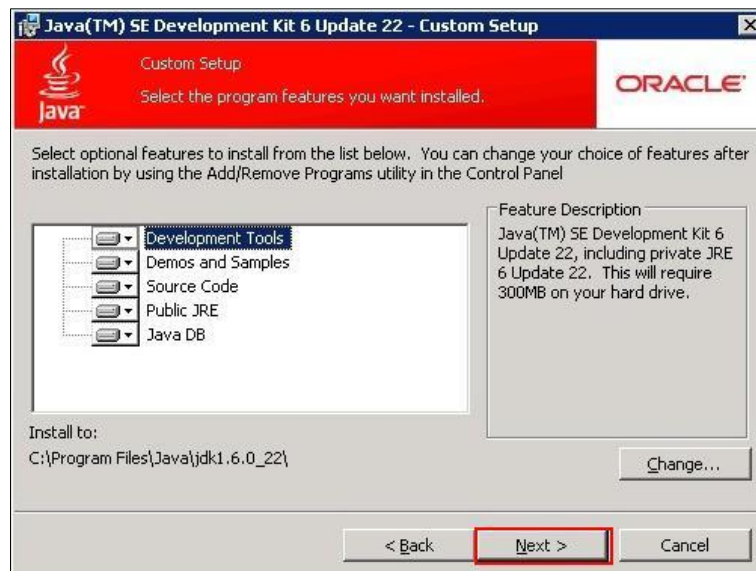 Java(TM) SE Development Kit 6 Update 22 - Custom Setup
Java
Custom Setup
Select the program features you want installed.
ORACLE
Select optional features to install from the list below. You can change your choice of features after
installation by using the Add/Remove Programs utility in the Control Panel
Development Tools
Demos and Samples
Source Code
Public JRE
Java DB
Feature Description
Java(TM) SE Development Kit 6
Update 22, including private JRE
6 Update 22. This will require
300MB on your hard drive.
Install to:
C:\Program Files\Java\jdk1.6.0_22\
Change...
< Back
Next >
Cancel